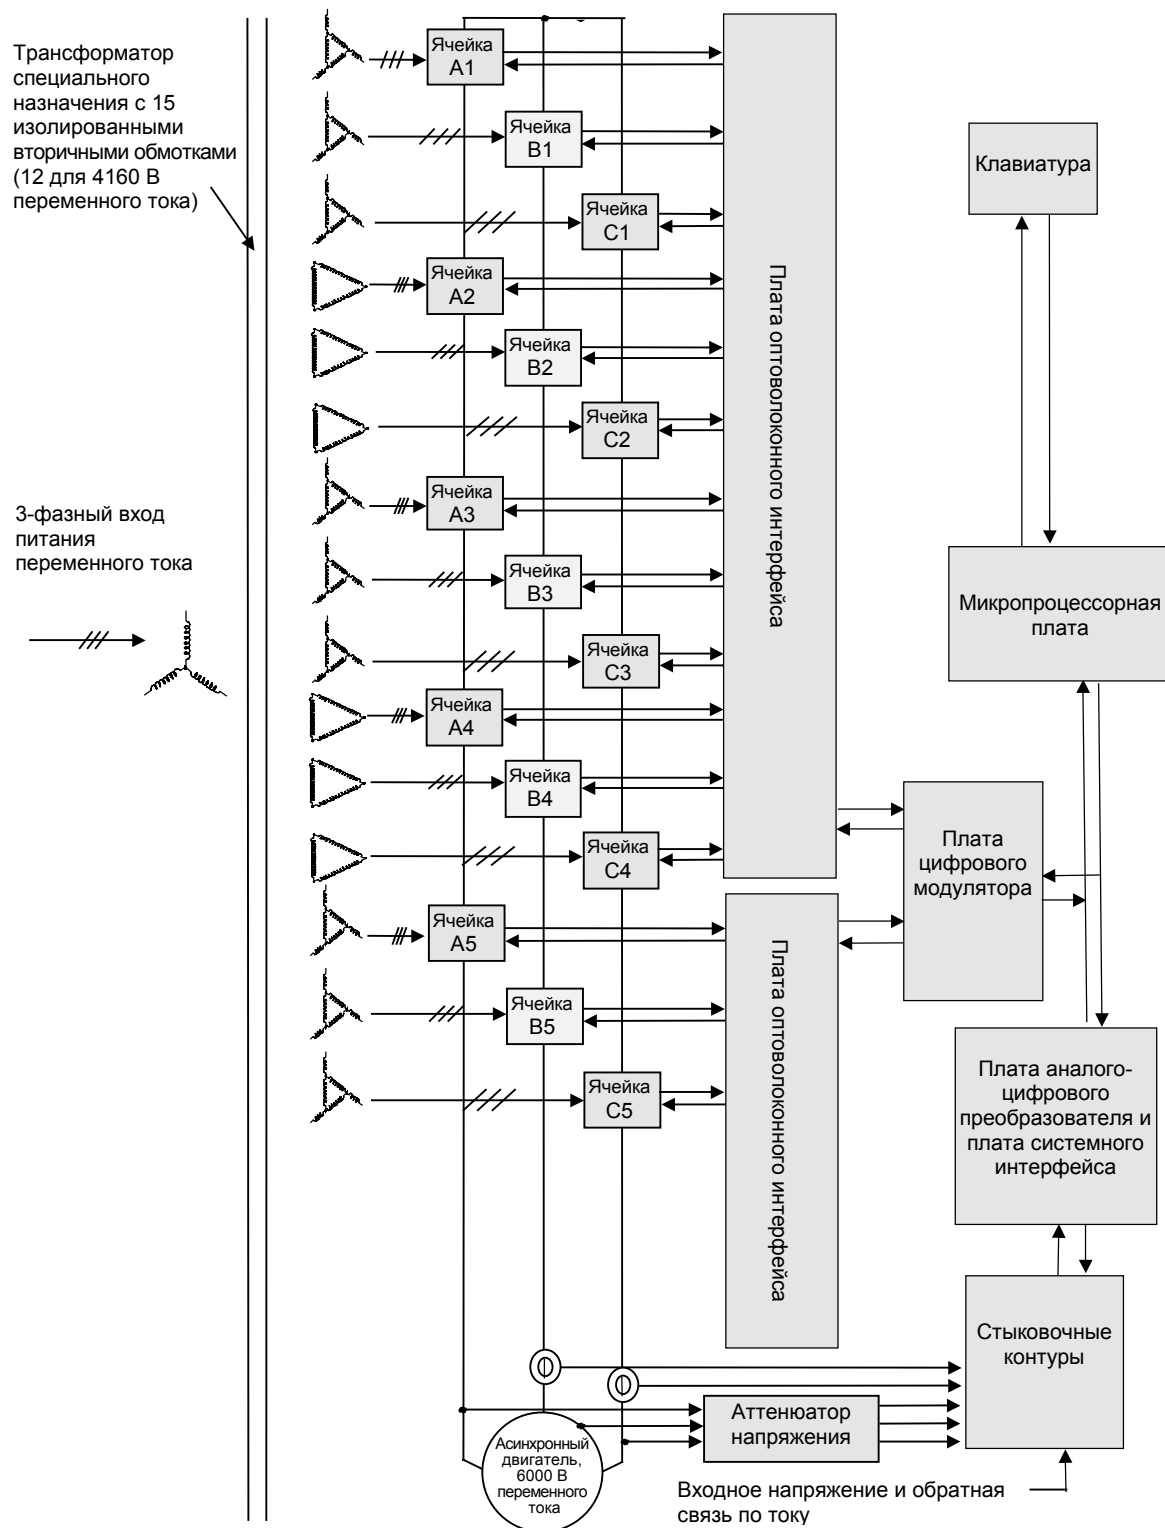 Трансформатор
специального
назначения с 15
изолированными
вторичными обмотками
(12 для 4160 В
переменного тока)
3-фазный вход
питания
переменного тока
Ячейка
A1
Ячейка
B1
Ячейка
C1
Ячейка
A2
Ячейка
B2
Ячейка
C2
Ячейка
A3
Ячейка
B3
Ячейка
C3
Ячейка
A4
Ячейка
B4
Ячейка
C4
Ячейка
A5
Ячейка
B5
Ячейка
C5
Плата оптоволоконного интерфейса
Плата оптоволоконного интерфейса
Клавиатура
Микропроцессорная
плата
Плата
цифрового
модулятора
Плата аналого-
цифрового
преобразователя и
плата системного
интерфейса
Стыковочные
контуры
Аттенюатор
напряжения
Асинхронный
двигатель,
6000 В
переменного
тока
Входное напряжение и обратная
связь по току